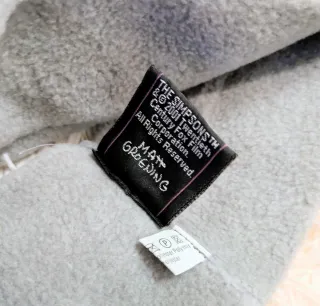 THE SIMPSONS™
& © 2001 Twentieth
Century Fox Film
Corporation.
All Rights Reserved.
MATT
GROENING
P